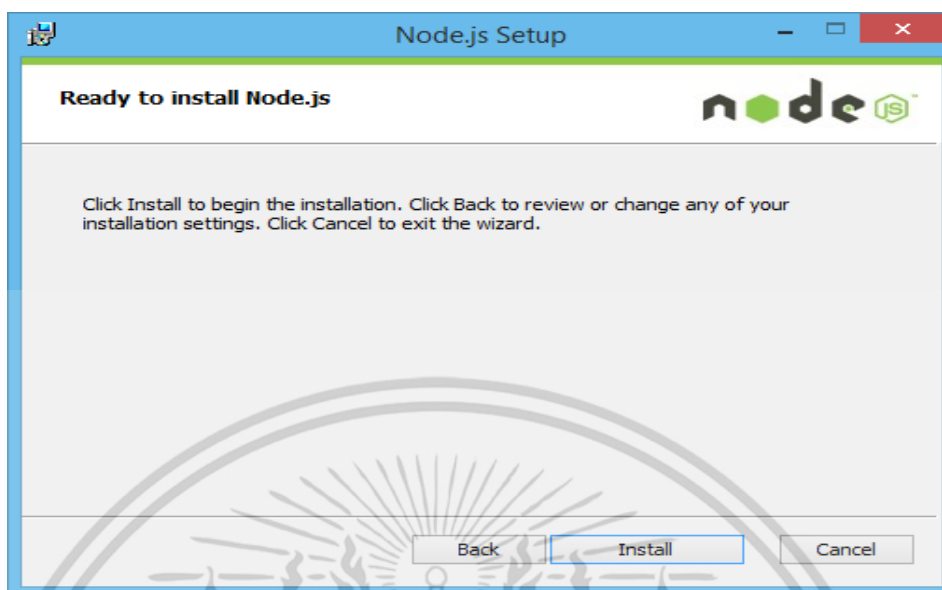 Node.js Setup
Ready to install Node.js
node JS
Click Install to begin the installation. Click Back to review or change any of your
installation settings. Click Cancel to exit the wizard.
Back Install Cancel